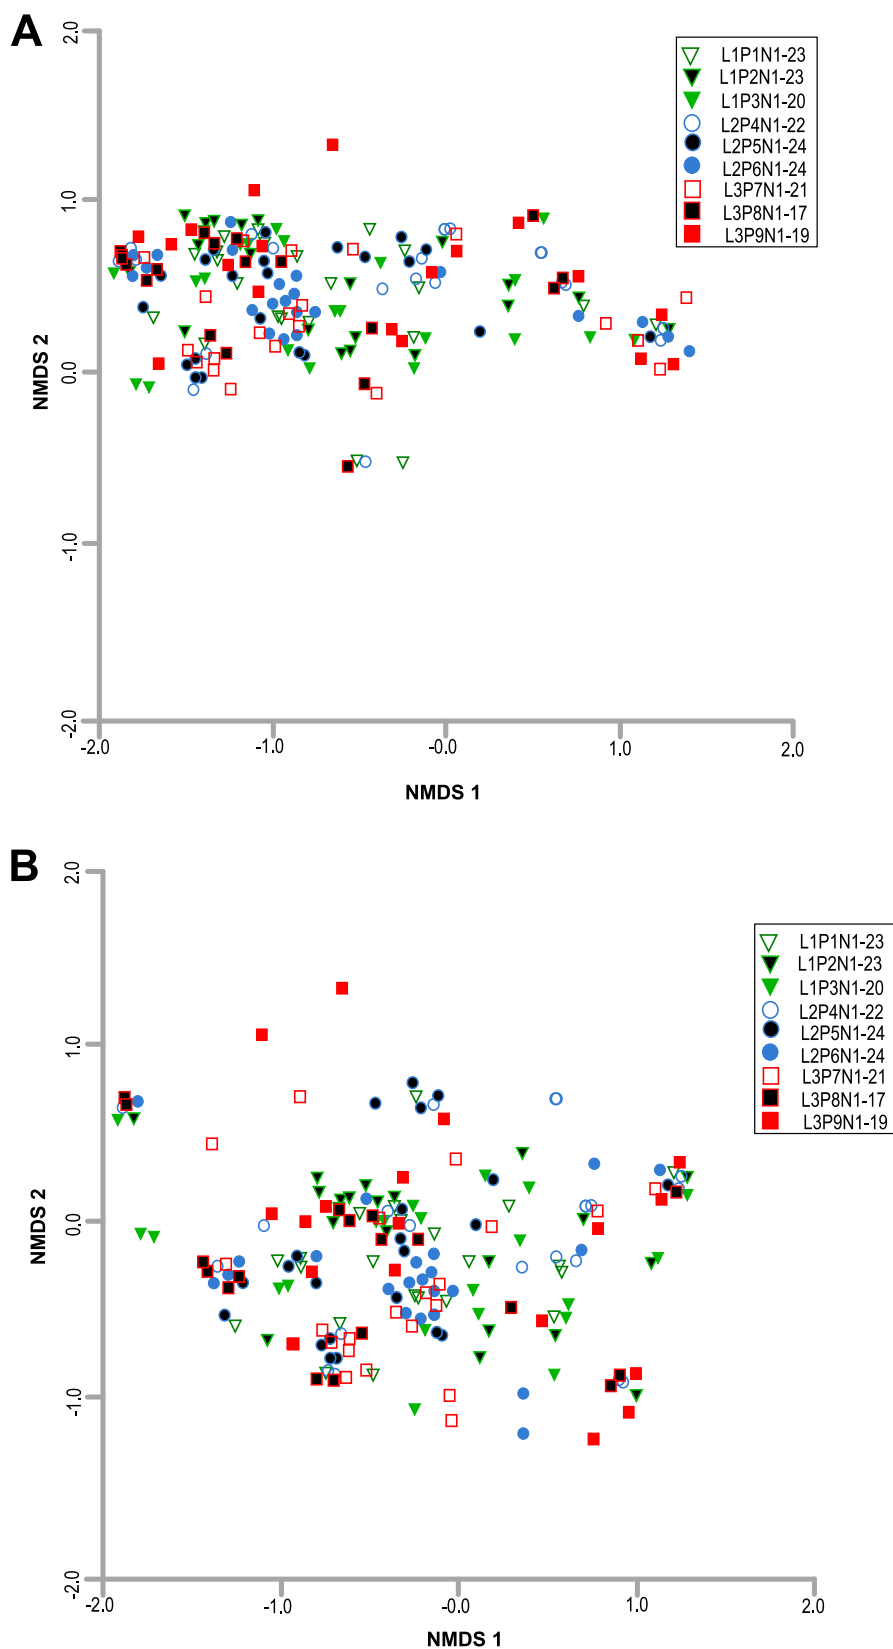 A
2.0
1.0
0.0
-1.0
-2.0
NMDS 2
-2.0
-1.0
-0.0
1.0
2.0
NMDS 1
L1P1N1-23
L1P2N1-23
L1P3N1-20
L2P4N1-22
L2P5N1-24
L2P6N1-24
L3P7N1-21
L3P8N1-17
L3P9N1-19
B
2.0
1.0
0.0
-1.0
-2.0
NMDS 2
-2.0
-1.0
-0.0
1.0
2.0
NMDS 1
L1P1N1-23
L1P2N1-23
L1P3N1-20
L2P4N1-22
L2P5N1-24
L2P6N1-24
L3P7N1-21
L3P8N1-17
L3P9N1-19